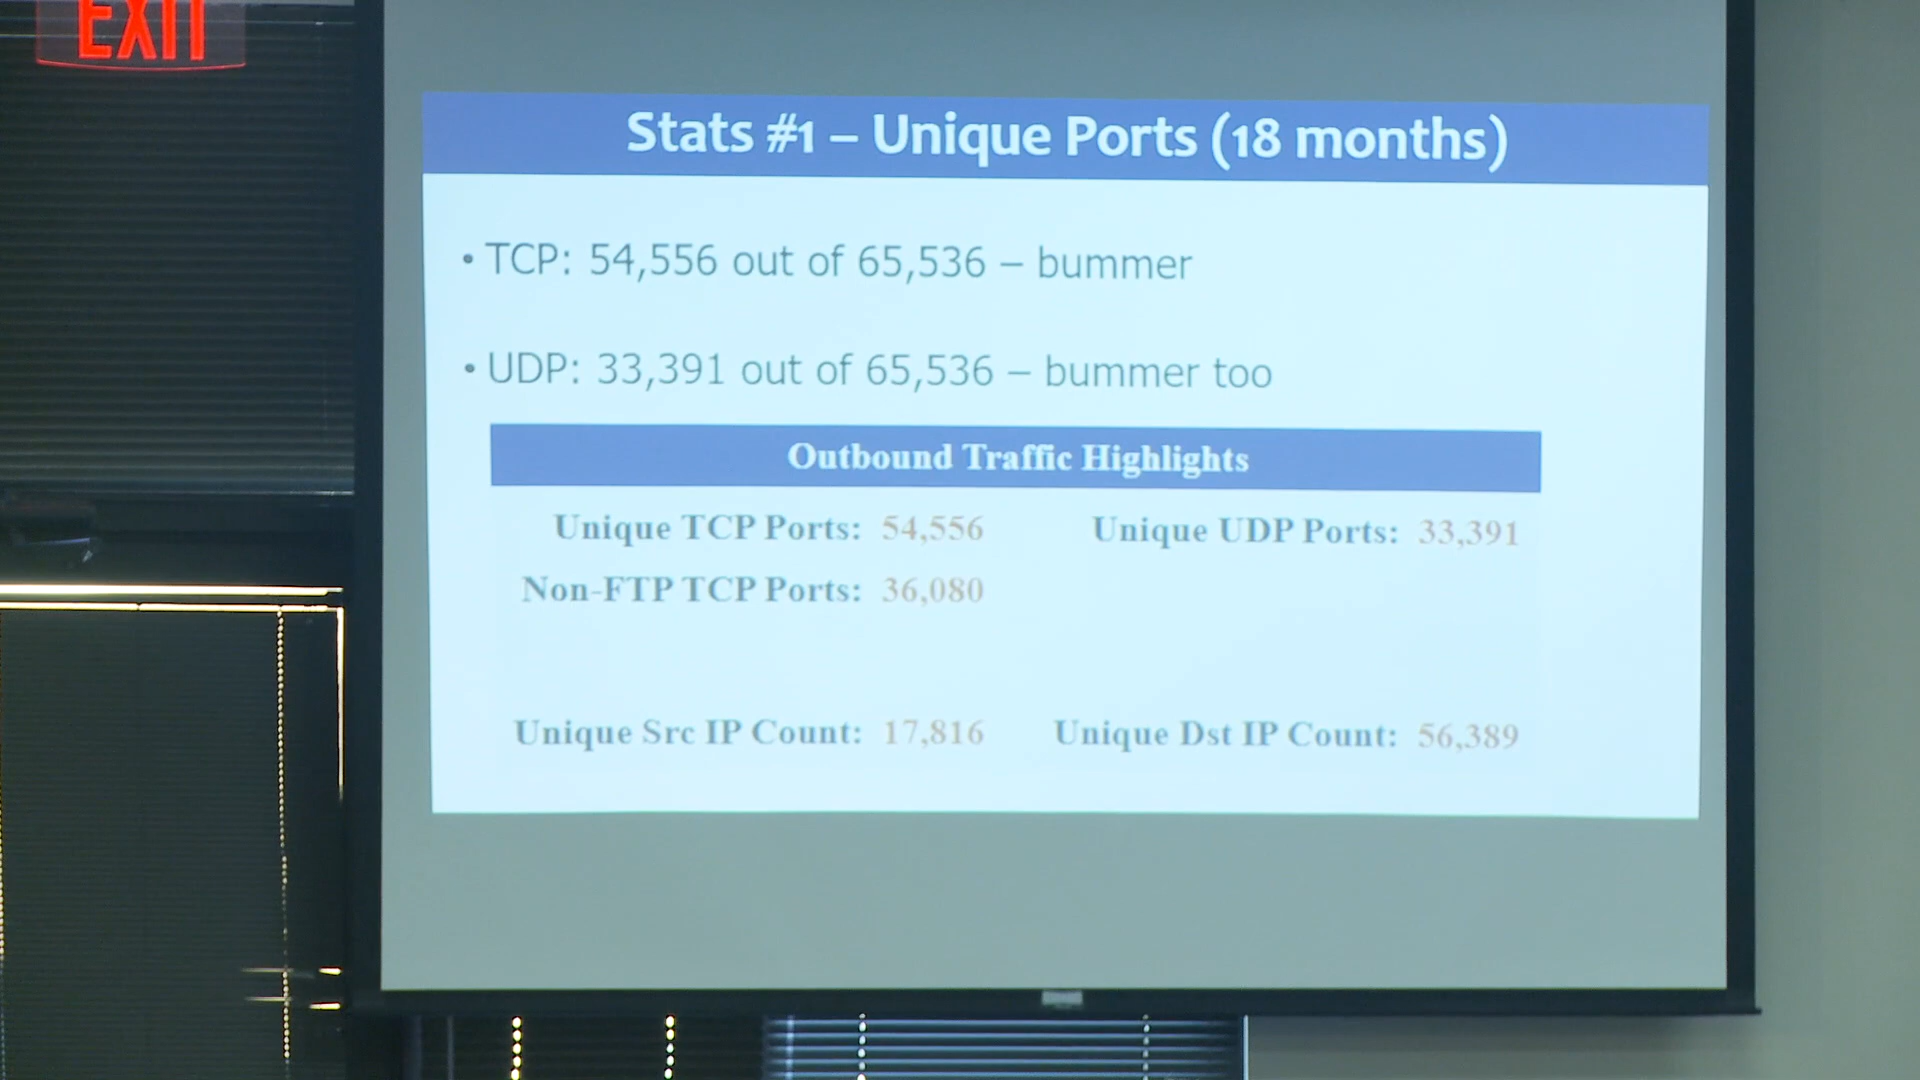 EXIT
Stats #1 – Unique Ports (18 months)
• TCP: 54,556 out of 65,536 – bummer
• UDP: 33,391 out of 65,536 – bummer too
Outbound Traffic Highlights
Unique TCP Ports: 54,556 Unique UDP Ports: 33,391
Non-FTP TCP Ports: 36,080
Unique Src IP Count: 17,816 Unique Dst IP Count: 56,389